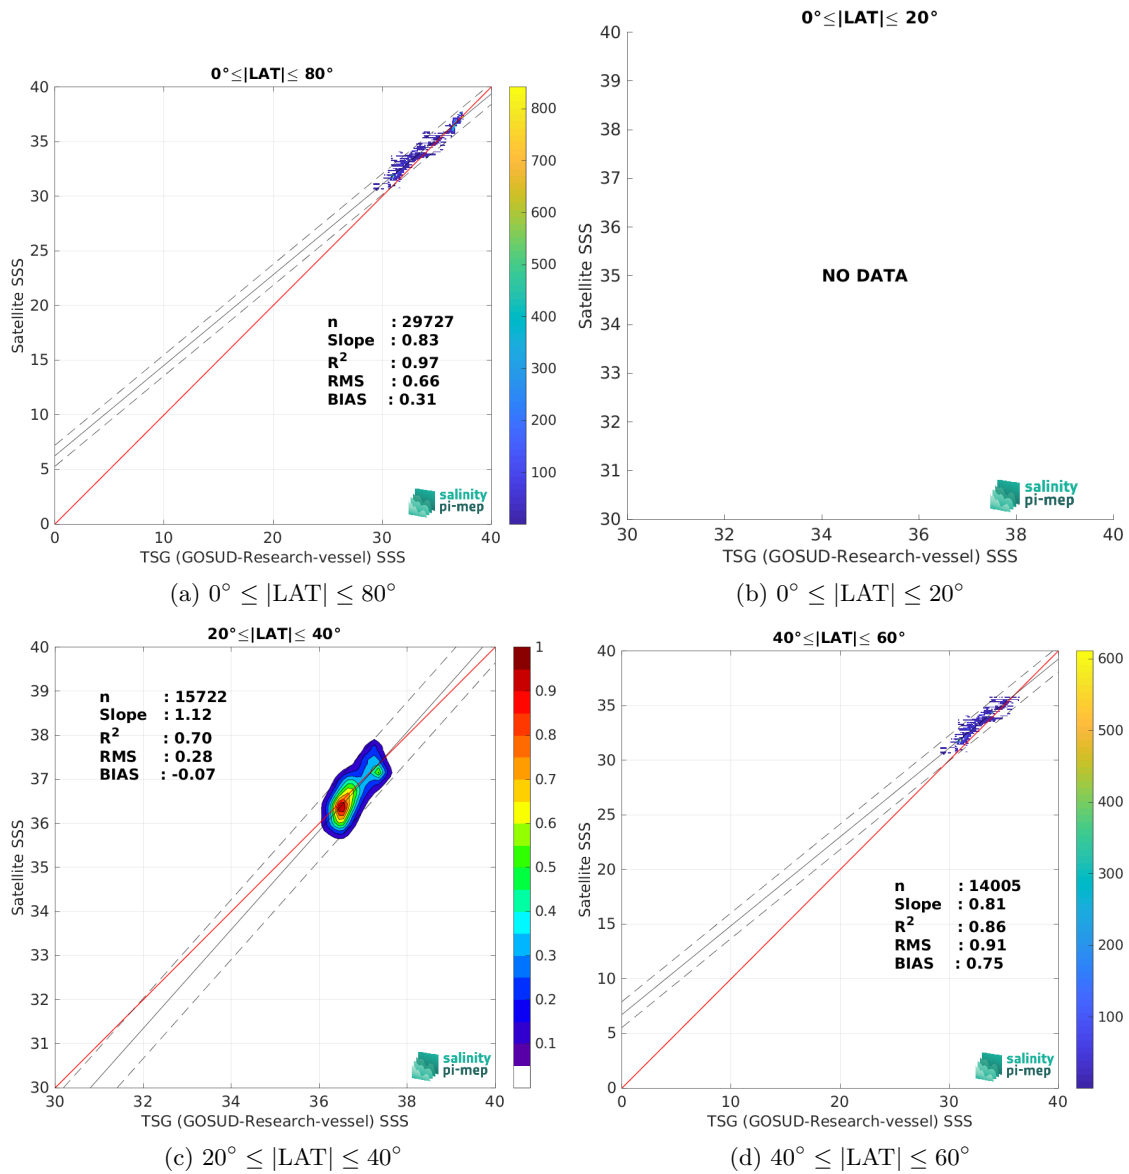 0°≤|LAT|≤ 80°
40
35
30
25
20
15
10
5
0
Satellite SSS
n : 29727
Slope : 0.83
R² : 0.97
RMS : 0.66
BIAS : 0.31
salinity
pi-mep
0 10 20 30 40
TSG (GOSUD-Research-vessel) SSS
800
700
600
500
400
300
200
100
(a) 0° ≤ |LAT| ≤ 80°
0°≤|LAT|≤ 20°
40
39
38
37
36
35
34
33
32
31
30
Satellite SSS
NO DATA
salinity
pi-mep
30 32 34 36 38 40
TSG (GOSUD-Research-vessel) SSS
(b) 0° ≤ |LAT| ≤ 20°
20°≤|LAT|≤ 40°
40
39
38
37
36
35
34
33
32
31
30
Satellite SSS
n : 15722
Slope : 1.12
R² : 0.70
RMS : 0.28
BIAS : -0.07
salinity
pi-mep
30 32 34 36 38 40
TSG (GOSUD-Research-vessel) SSS
1
0.9
0.8
0.7
0.6
0.5
0.4
0.3
0.2
0.1
(c) 20° ≤ |LAT| ≤ 40°
40°≤|LAT|≤ 60°
40
35
30
25
20
15
10
5
0
Satellite SSS
n : 14005
Slope : 0.81
R² : 0.86
RMS : 0.91
BIAS : 0.75
salinity
pi-mep
0 10 20 30 40
TSG (GOSUD-Research-vessel) SSS
600
500
400
300
200
100
(d) 40° ≤ |LAT| ≤ 60°